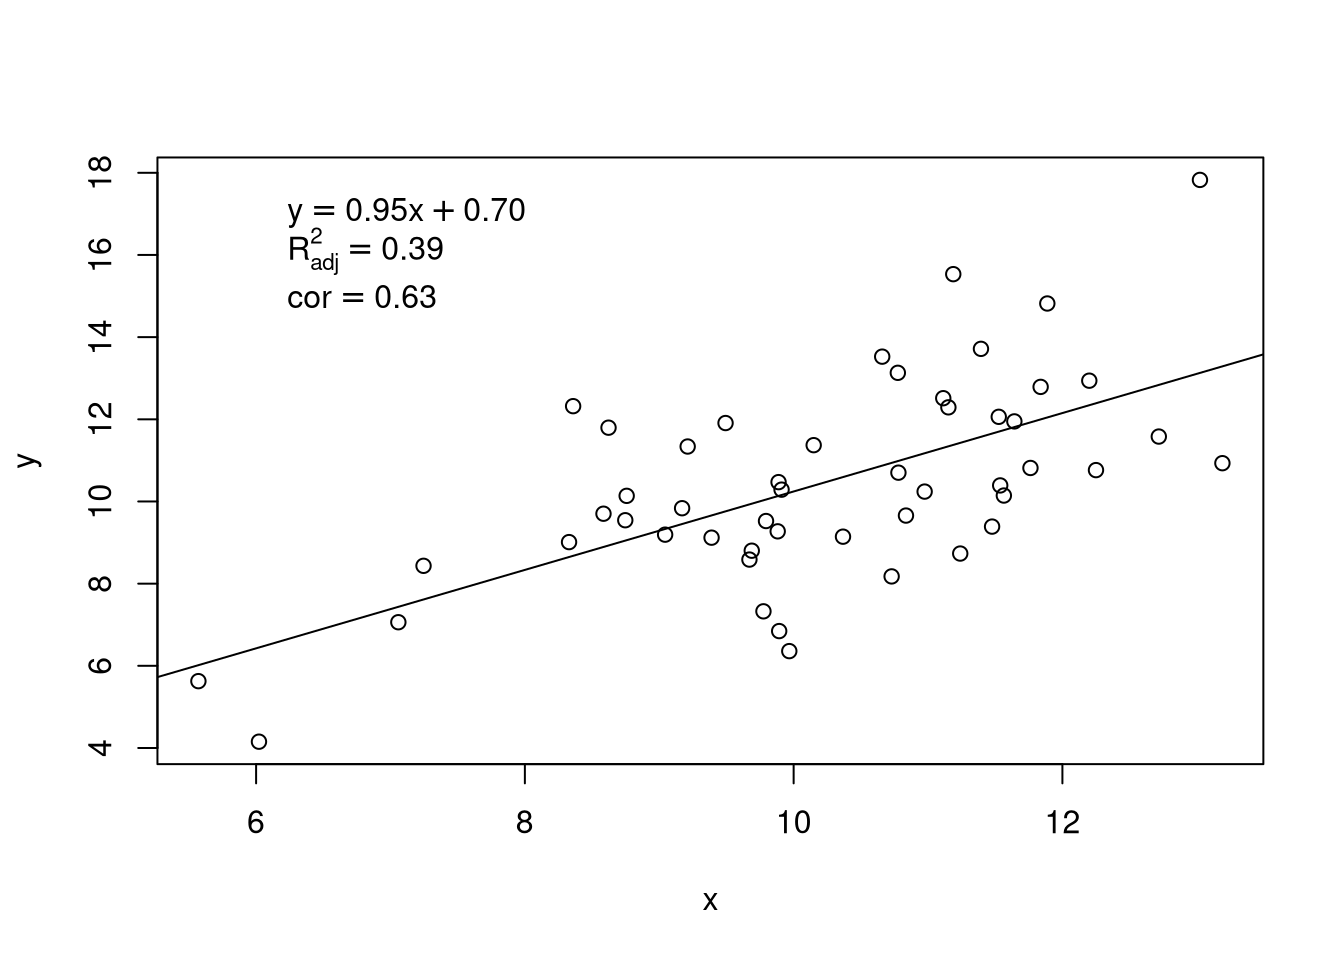 y = 0.95x + 0.70
R²adj = 0.39
cor = 0.63
18
16
14
12
10
8
6
4
y
6 8 10 12
x